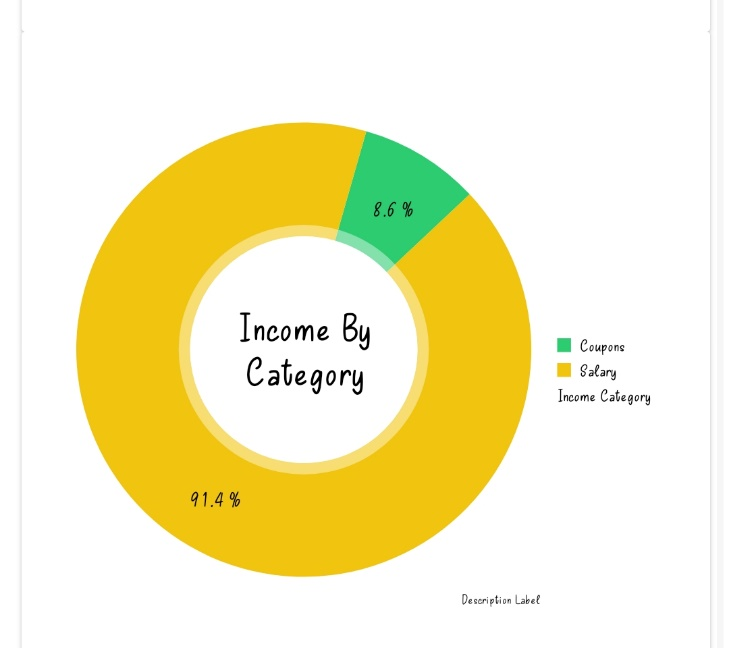 8.6 %
Income By
Category
Coupons
Salary
Income Category
91.4 %
Description Label